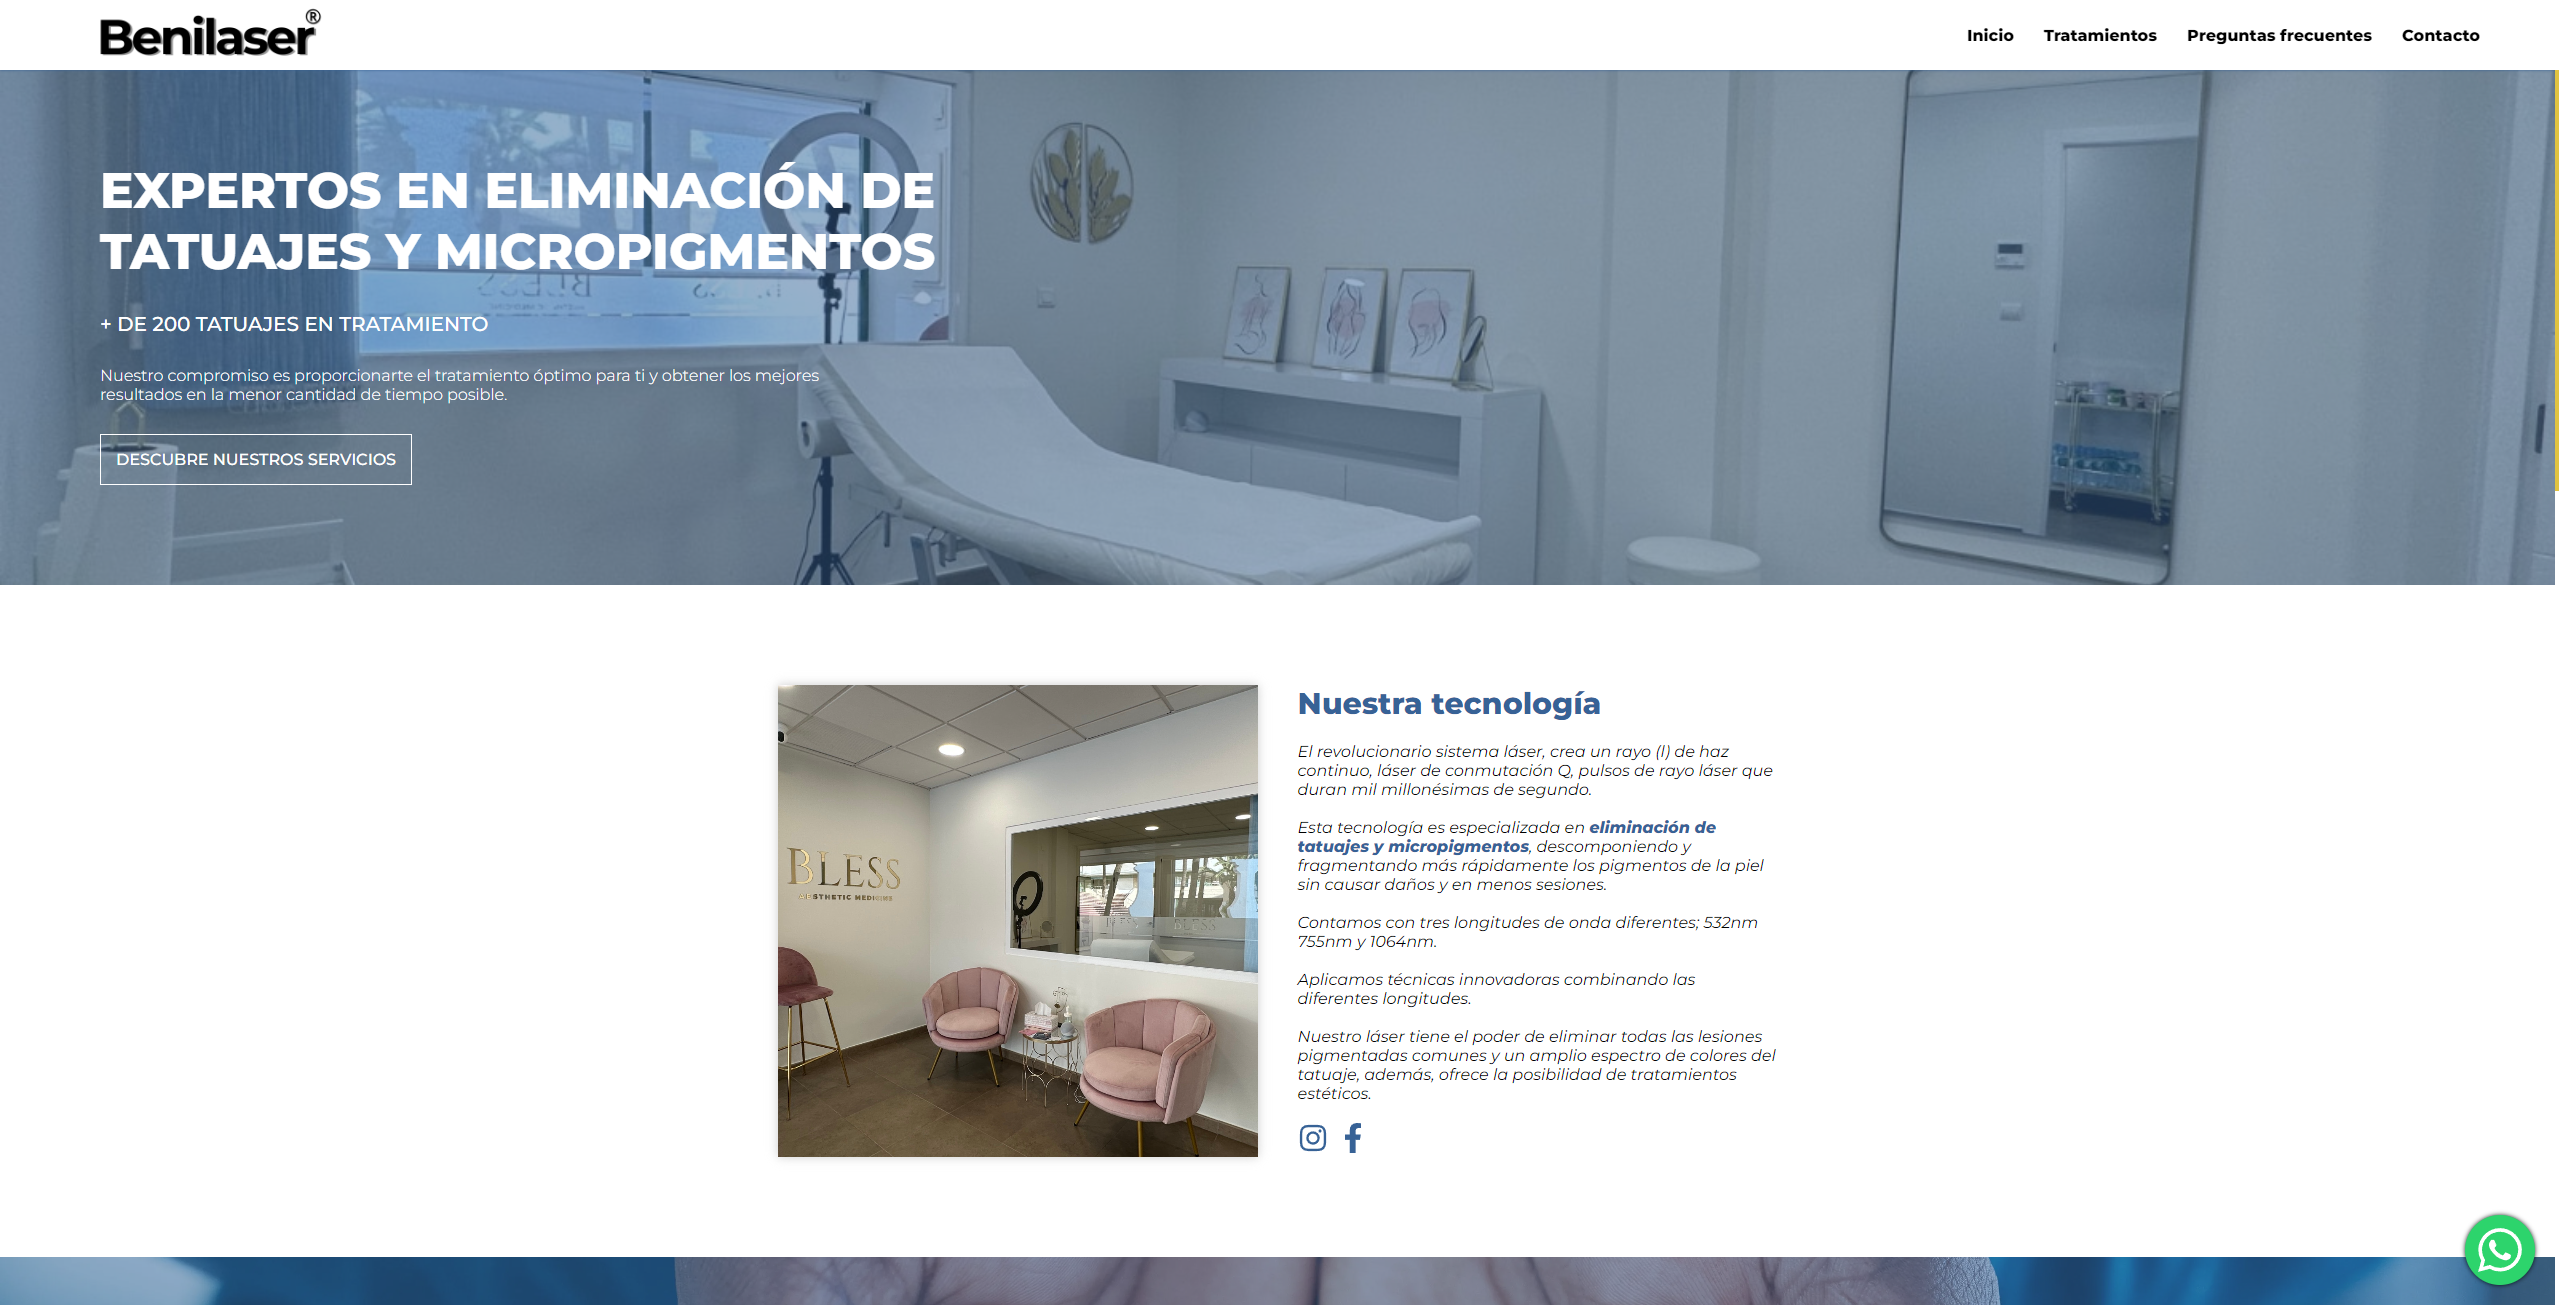 Benilaser®
Inicio Tratamientos Preguntas frecuentes Contacto
EXPERTOS EN ELIMINACIÓN DE
TATUAJES Y MICROPIGMENTOS
+ DE 200 TATUAJES EN TRATAMIENTO
Nuestro compromiso es proporcionarte el tratamiento óptimo para ti y obtener los mejores
resultados en la menor cantidad de tiempo posible.
DESCUBRE NUESTROS SERVICIOS
BLESS
AESTHETIC MEDICINE
BLESS
BLESS
Nuestra tecnología
El revolucionario sistema láser, crea un rayo (l) de haz
continuo, láser de conmutación Q, pulsos de rayo láser que
duran mil millonésimas de segundo.
Esta tecnología es especializada en eliminación de
tatuajes y micropigmentos, descomponiendo y
fragmentando más rápidamente los pigmentos de la piel
sin causar daños y en menos sesiones.
Contamos con tres longitudes de onda diferentes; 532nm
755nm y 1064nm.
Aplicamos técnicas innovadoras combinando las
diferentes longitudes.
Nuestro láser tiene el poder de eliminar todas las lesiones
pigmentadas comunes y un amplio espectro de colores del
tatuaje, además, ofrece la posibilidad de tratamientos
estéticos.